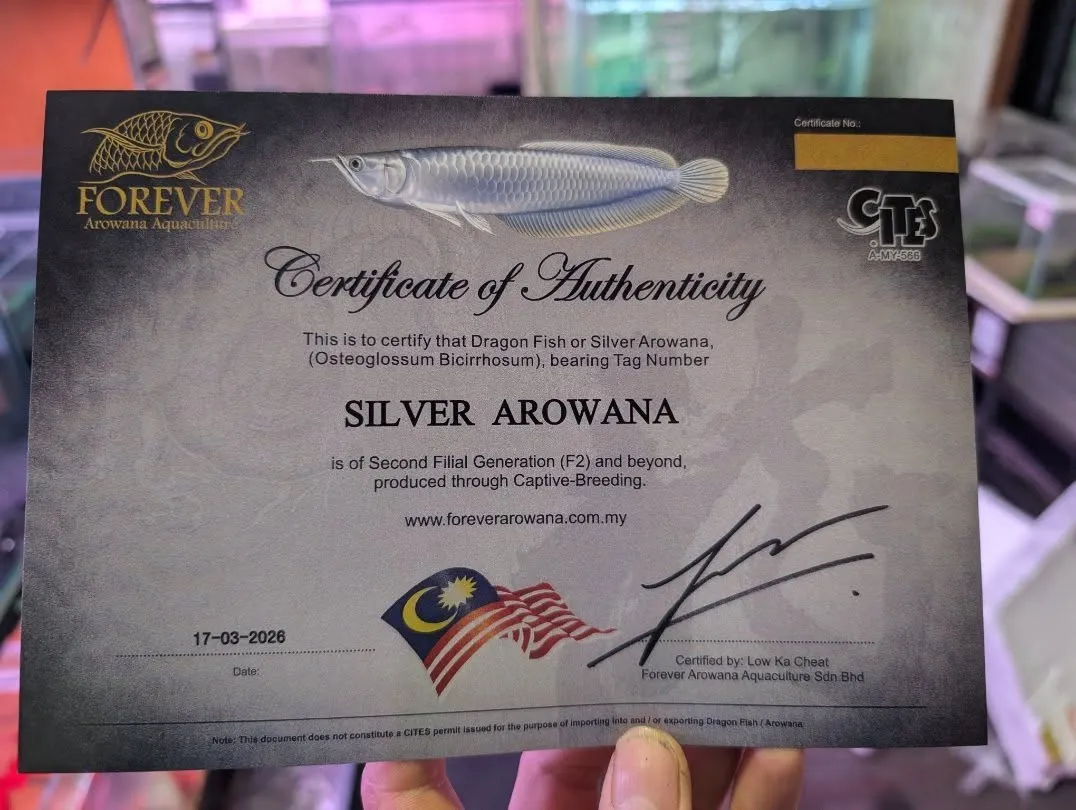 FOREVER
Arowana Aquaculture
Certificate No.:
CITES
A-MY-566
Certificate of Authenticity
This is to certify that Dragon Fish or Silver Arowana,
(Osteoglossum Bicirrhosum), bearing Tag Number
SILVER AROWANA
is of Second Filial Generation (F2) and beyond,
produced through Captive-Breeding.
www.foreverarowana.com.my
17-03-2026
Date:
Certified by: Low Ka Cheat
Forever Arowana Aquaculture Sdn Bhd
Note: This document does not constitute a CITES permit issued for the purpose of importing into and / or exporting Dragon Fish / Arowana